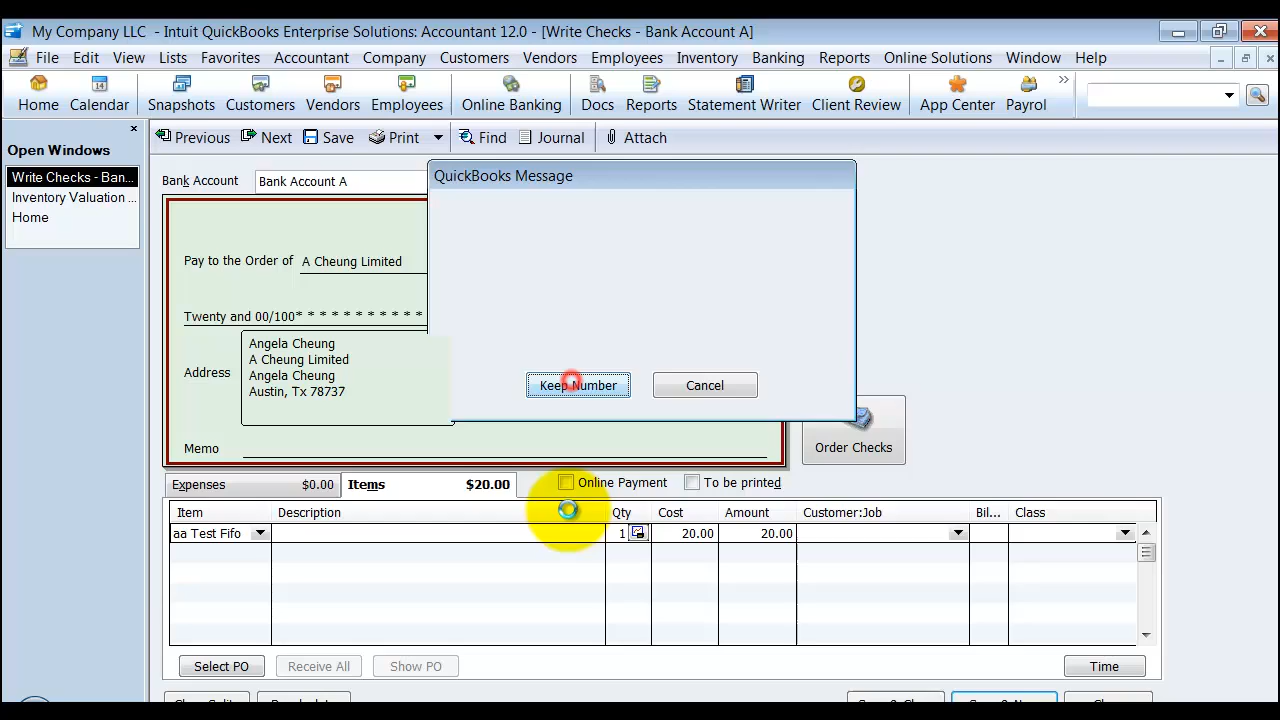 My Company LLC - Intuit QuickBooks Enterprise Solutions: Accountant 12.0 - [Write Checks - Bank Account A]
File Edit View Lists Favorites Accountant Company Customers Vendors Employees Inventory Banking Reports Online Solutions Window Help
Home Calendar Snapshots Customers Vendors Employees Online Banking Docs Reports Statement Writer Client Review App Center Payrol
Open Windows
Write Checks - Ban...
Inventory Valuation ...
Home
Previous Next Save Print Find Journal Attach
Bank Account Bank Account A
QuickBooks Message
Pay to the Order of A Cheung Limited
Twenty and 00/100* * * * * * * * * * *
Address
Angela Cheung
A Cheung Limited
Angela Cheung
Austin, Tx 78737
Keep Number Cancel
Memo
Order Checks
Expenses $0.00 Items $20.00 Online Payment To be printed
Item Description Qty Cost Amount Customer:Job Bil... Class
aa Test Fifo 1 20.00 20.00
Select PO Receive All Show PO Time